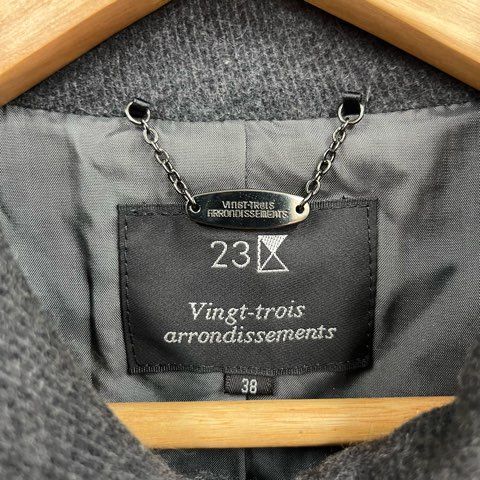 VINGT-TROIS
ARRONDISSEMENTS
23
Vingt-trois
arrondissements
38